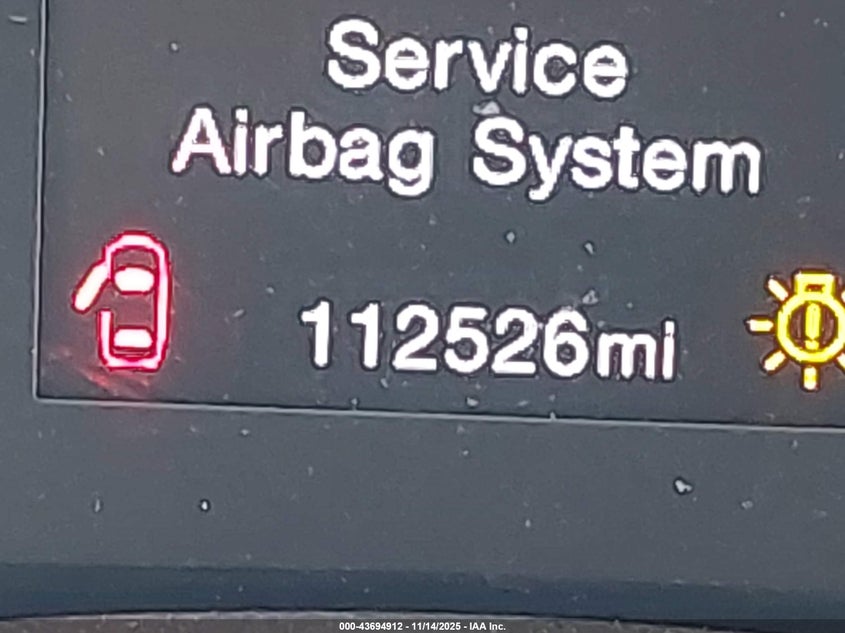 Service
Airbag System
112526mi
000-43694912 - 11/14/2025 - IAA Inc.